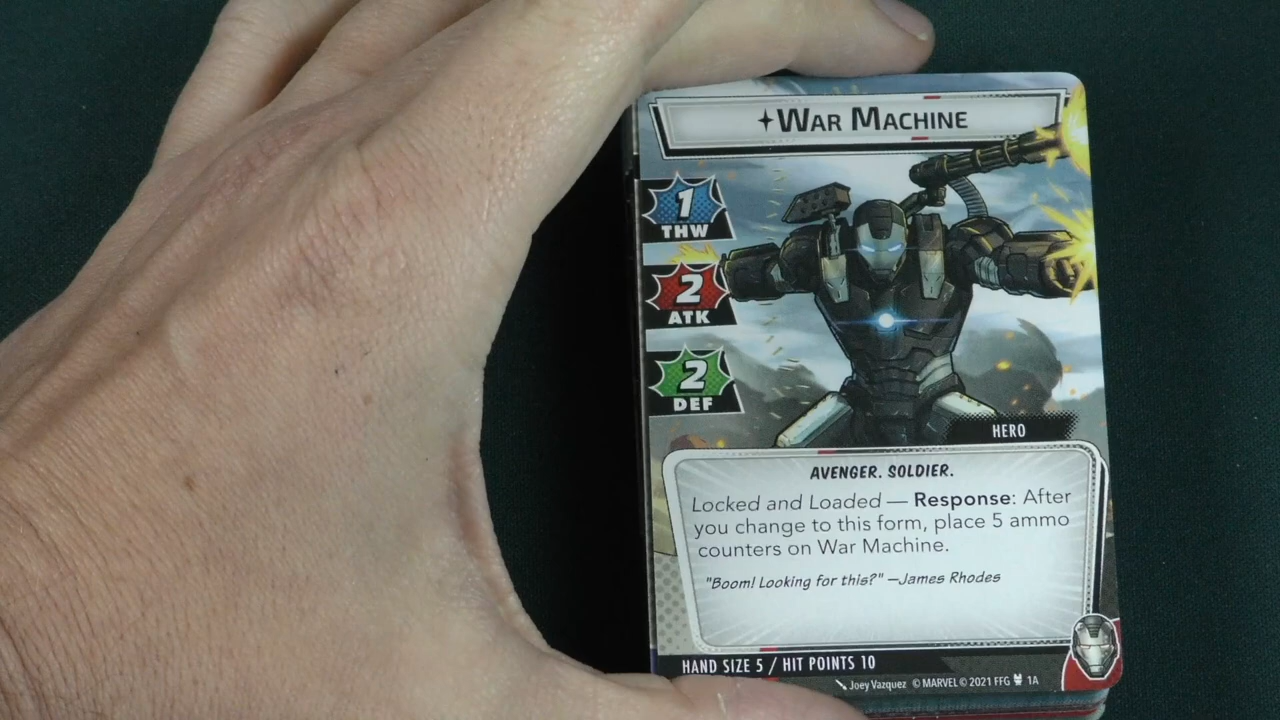 WAR MACHINE
1
THW
2
ATK
2
DEF
HERO
AVENGER. SOLDIER.
Locked and Loaded — Response: After
you change to this form, place 5 ammo
counters on War Machine.
"Boom! Looking for this?" —James Rhodes
HAND SIZE 5 / HIT POINTS 10
Joey Vazquez © MARVEL © 2021 FFG 1A